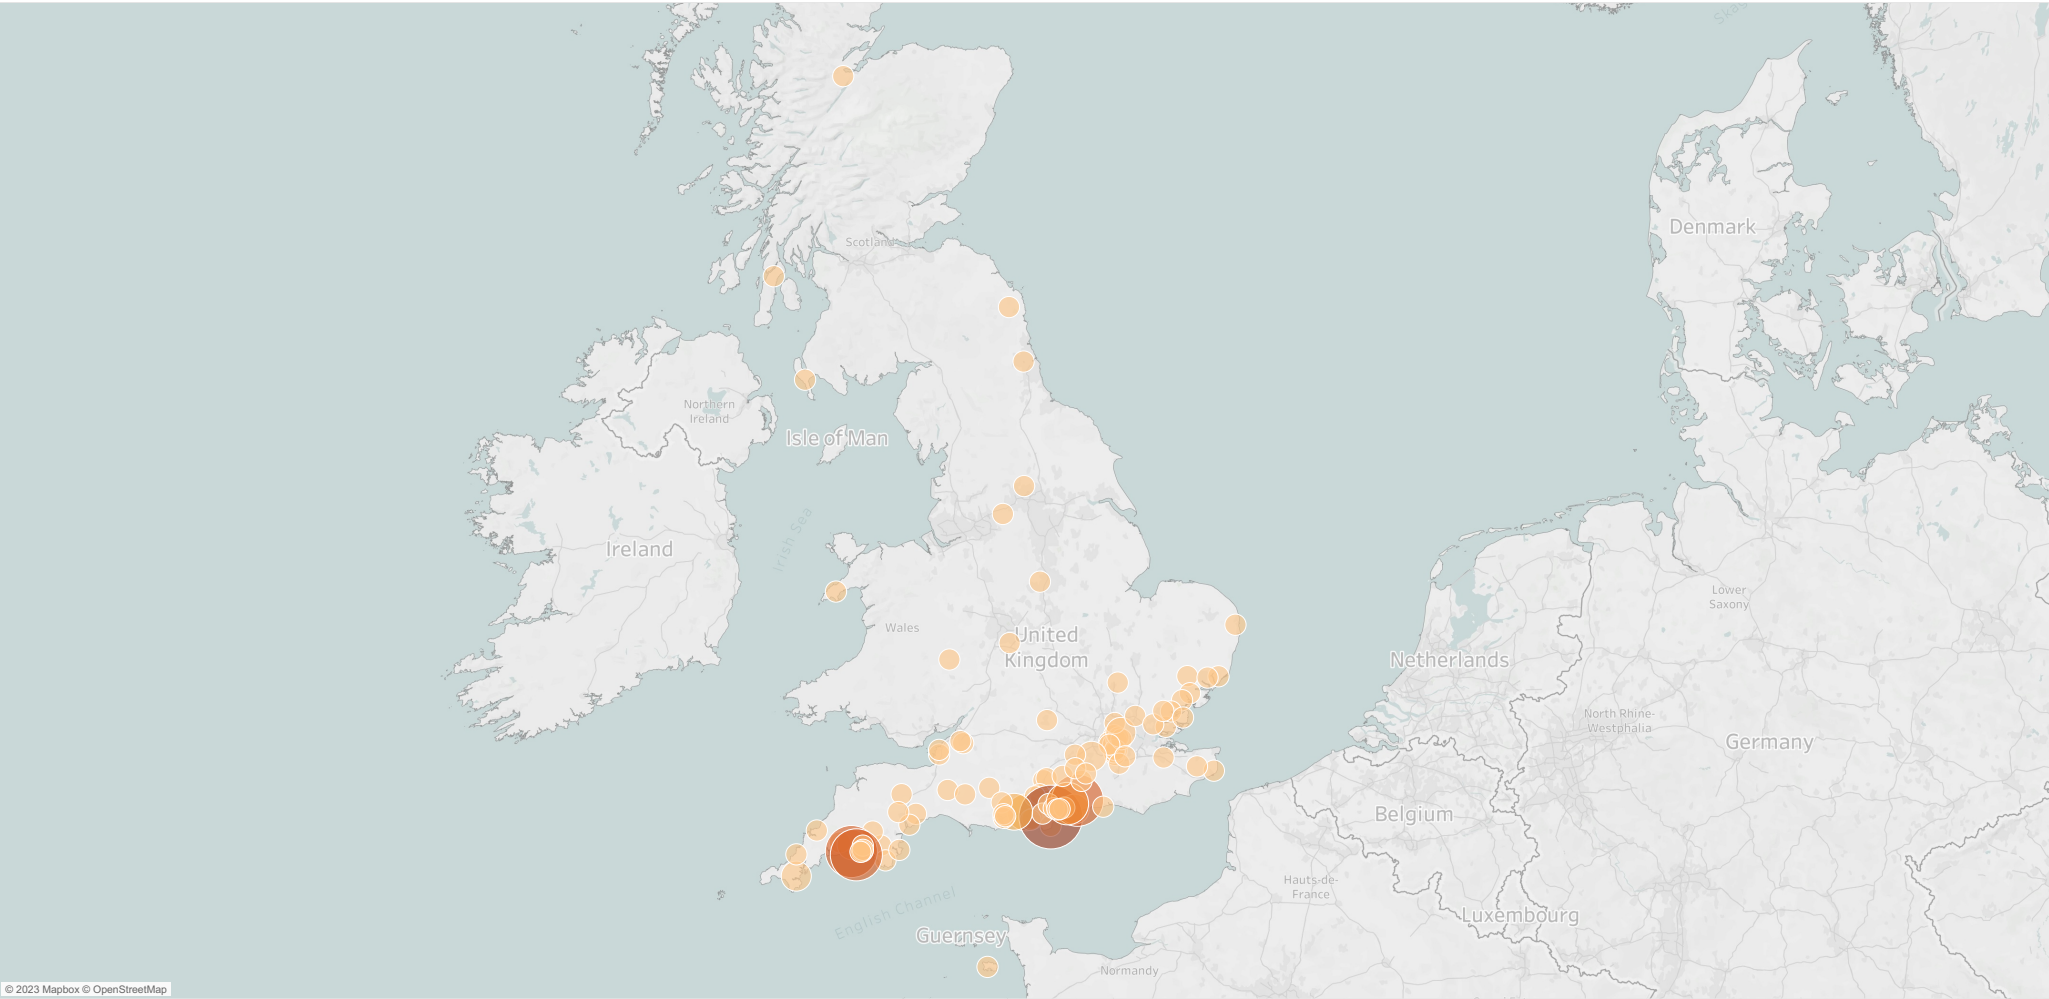 Skag
Denmark
Scotland
Northern
Ireland
Isle of Man
Irish Sea
Ireland
Lower
Saxony
Wales
United
Kingdom
Netherlands
North Rhine-
Westphalia
Germany
Belgium
Hauts-de-
France
English Channel
Luxembourg
Guernsey
Normandy
© 2023 Mapbox © OpenStreetMap